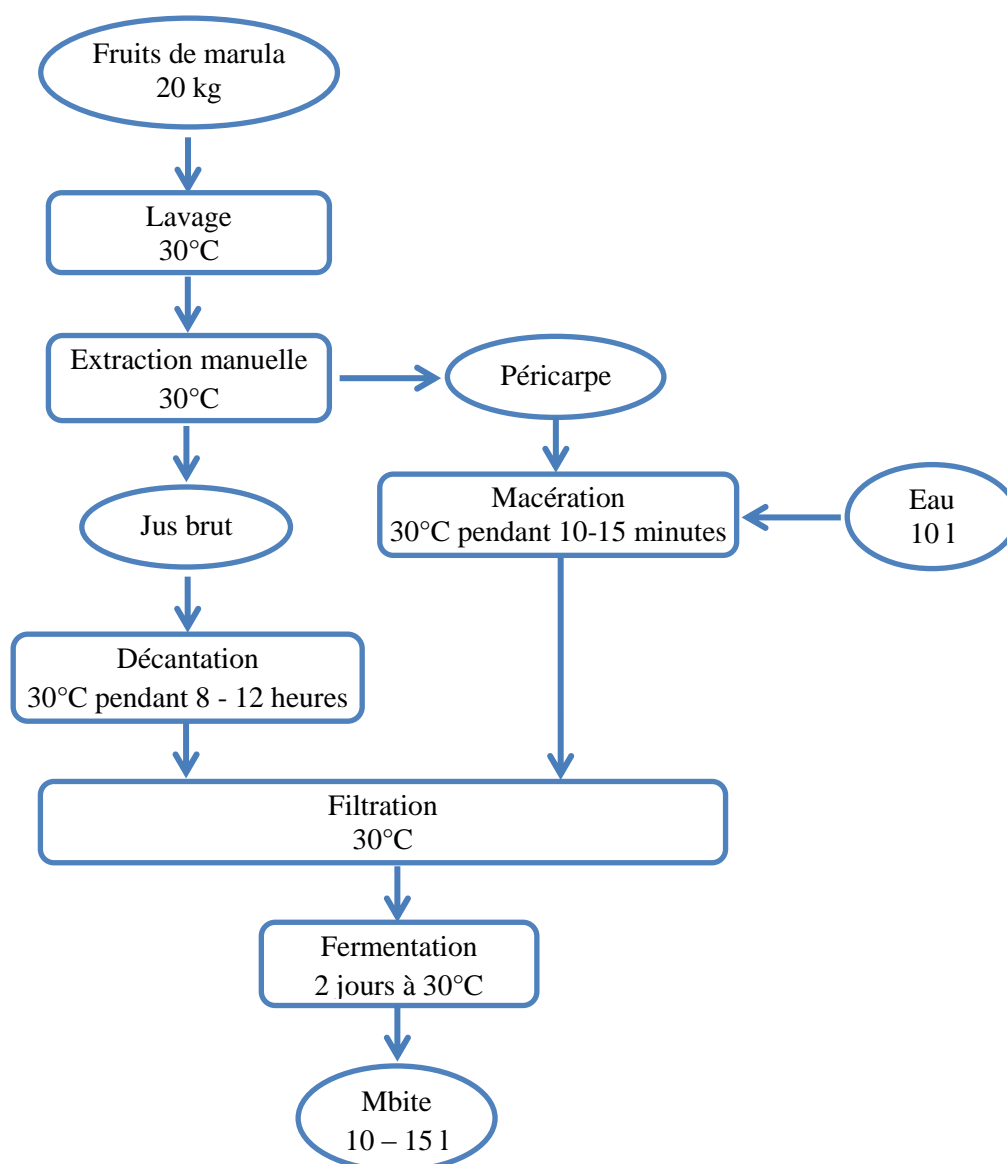 Fruits de marula
20 kg
Lavage
30°C
Extraction manuelle
30°C
Péricarpe
Jus brut
Macération
30°C pendant 10-15 minutes
Eau
10 l
Décantation
30°C pendant 8 - 12 heures
Filtration
30°C
Fermentation
2 jours à 30°C
Mbite
10 – 15 l